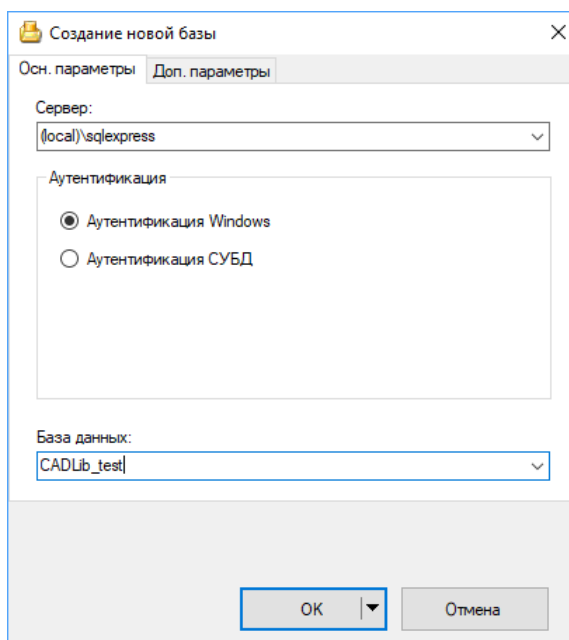 Создание новой базы
Осн. параметры Доп. параметры
Сервер:
(local)\sqlexpress
Аутентификация
Аутентификация Windows
Аутентификация СУБД
База данных:
CADLib_test
OK Отмена